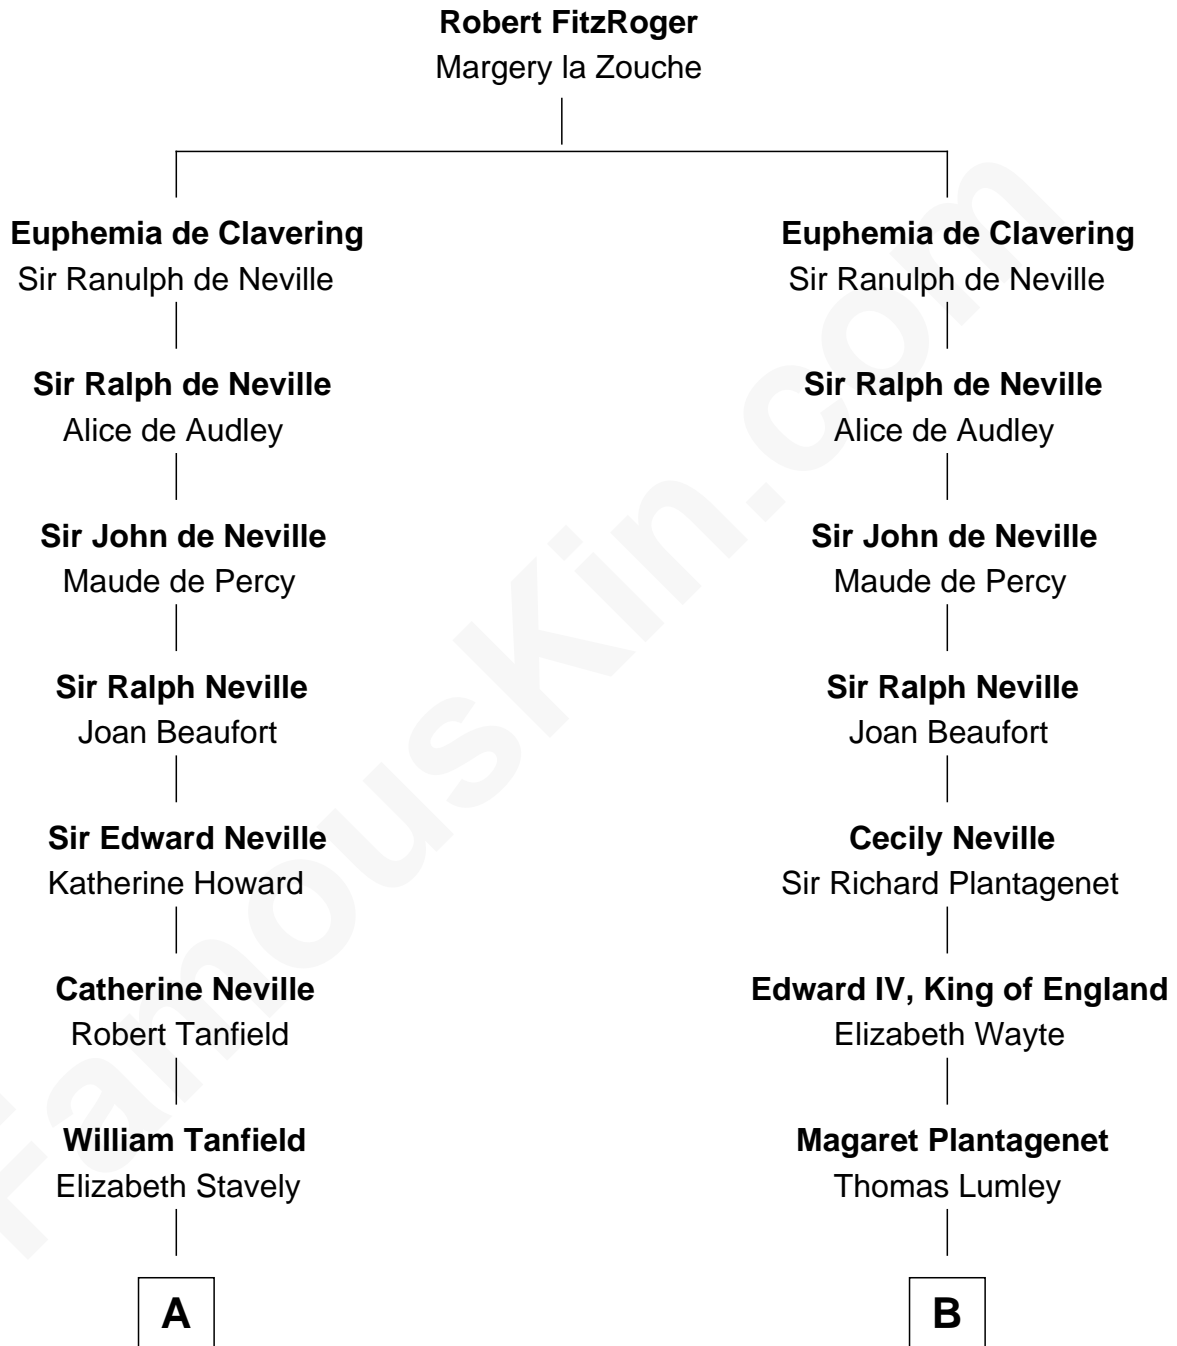 Robert FitzRoger
Margery la Zouche
Euphemia de Clavering
Sir Ranulph de Neville
Euphemia de Clavering
Sir Ranulph de Neville
Sir Ralph de Neville
Alice de Audley
Sir Ralph de Neville
Alice de Audley
Sir John de Neville
Maude de Percy
Sir John de Neville
Maude de Percy
Sir Ralph Neville
Joan Beaufort
Sir Ralph Neville
Joan Beaufort
Sir Edward Neville
Katherine Howard
Cecily Neville
Sir Richard Plantagenet
Catherine Neville
Robert Tanfield
Edward IV, King of England
Elizabeth Wayte
William Tanfield
Elizabeth Stavely
Magaret Plantagenet
Thomas Lumley
A
B
FamousKin.com